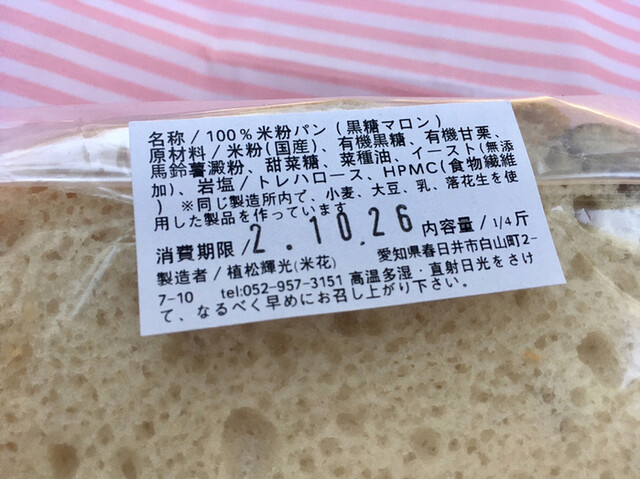 名称/100%米粉パン(黒糖マロン)
原材料/米粉(国産)、有機黒糖、有機甘栗、
馬鈴薯澱粉、甜菜糖、菜種油、イースト(無添
加)、岩塩/トレハロース、HPMC(食物繊維
)※同じ製造所内で、小麦、大豆、乳、落花生を使
用した製品を作っています
消費期限/2.10.26 内容量/1/4斤
製造者/植松輝光(米花) 愛知県春日井市白山町2-
7-10 tel:052-957-3151 高温多湿・直射日光をさけ
て、なるべく早めにお召し上がり下さい。